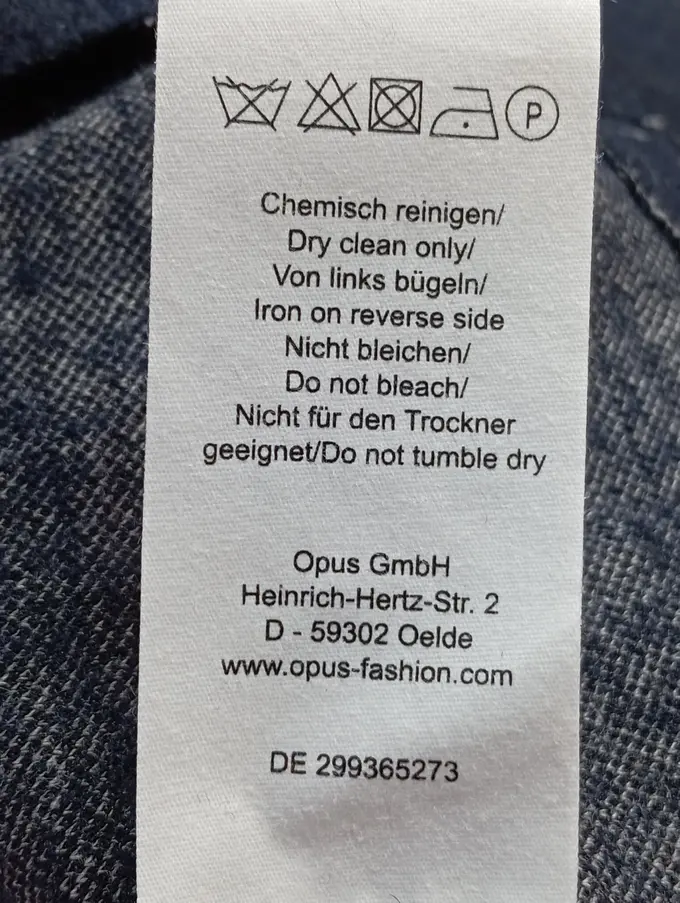 P
Chemisch reinigen/
Dry clean only/
Von links bügeln/
Iron on reverse side
Nicht bleichen/
Do not bleach/
Nicht für den Trockner
geeignet/Do not tumble dry
Opus GmbH
Heinrich-Hertz-Str. 2
D - 59302 Oelde
www.opus-fashion.com
DE 299365273